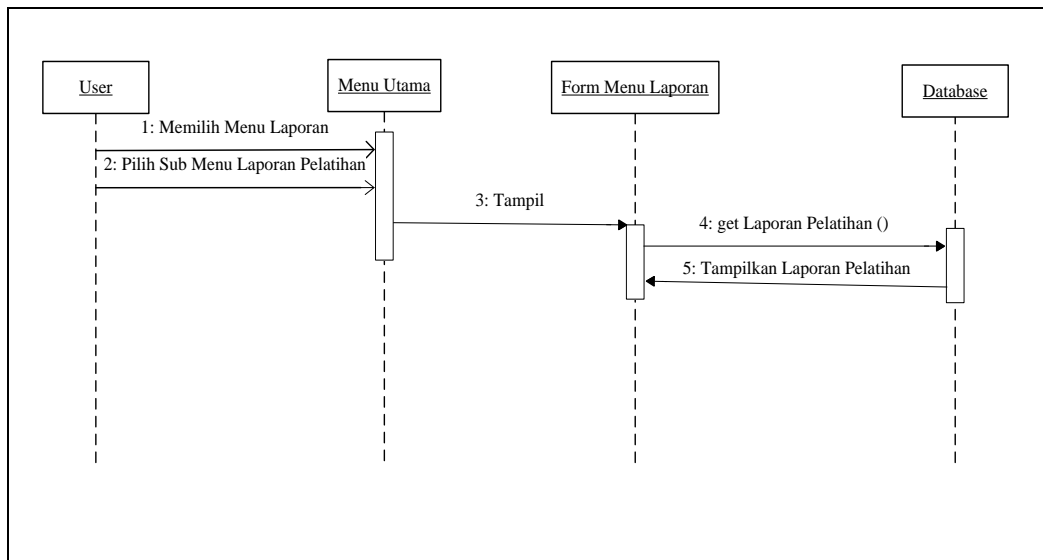 User
Menu Utama
Form Menu Laporan
Database
1: Memilih Menu Laporan
2: Pilih Sub Menu Laporan Pelatihan
3: Tampil
4: get Laporan Pelatihan ()
5: Tampilkan Laporan Pelatihan